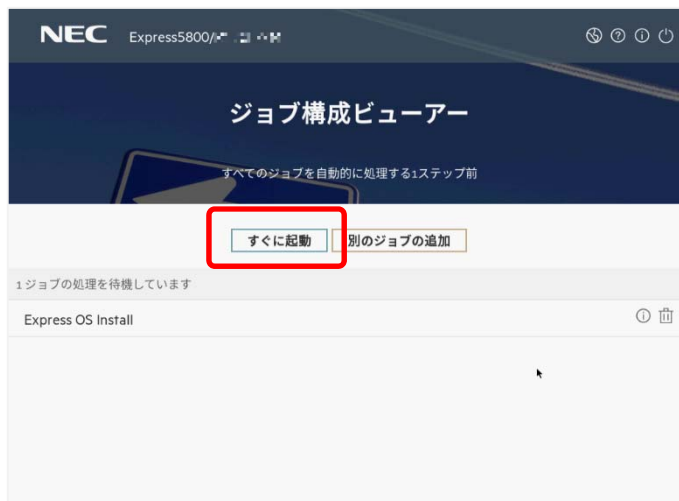 NEC Express5800/
ジョブ構成ビューアー
すべてのジョブを自動的に処理する1ステップ前
すぐに起動 別のジョブの追加
1 ジョブの処理を待機しています
Express OS Install